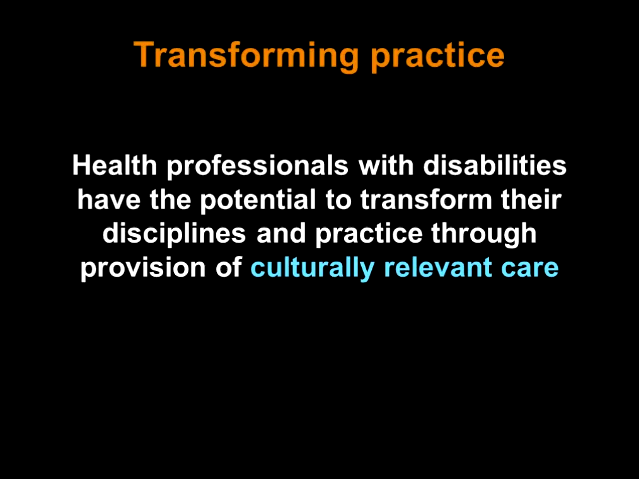 Transforming practice
Health professionals with disabilities
have the potential to transform their
disciplines and practice through
provision of culturally relevant care